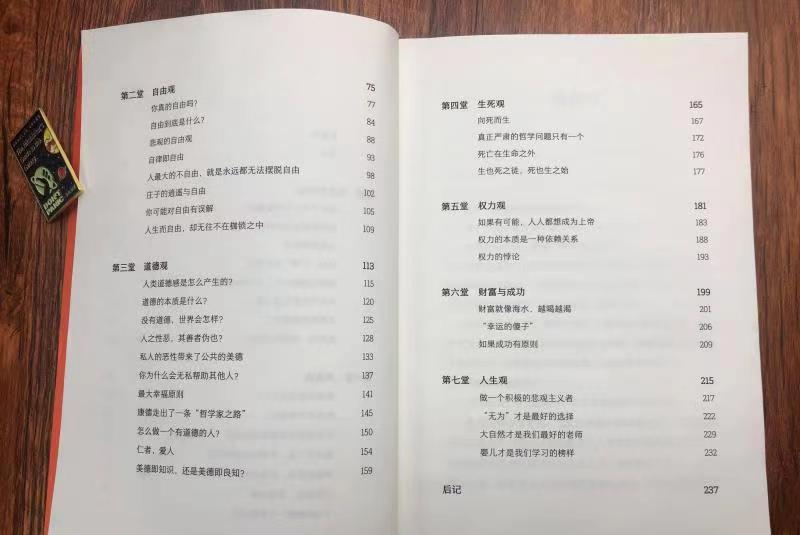 第二堂 自由观 75
你真的自由吗? 77
自由到底是什么? 84
悲观的自由观 88
自律即自由 93
人最大的不自由、就是永远都无法摆脱自由 98
庄子的逍遥与自由 102
你可能对自由有误解 105
人生而自由，却无往不在枷锁之中 109
第三堂 道德观 113
人类道德感是怎么产生的? 115
道德的本质是什么? 120
没有道德，世界会怎样? 125
人之性恶，其善者伪也? 128
私人的恶性带来了公共的美德 133
你为什么会无私帮助其他人? 137
最大幸福原则 141
康德走出了一条“哲学家之路” 145
怎么做一个有道德的人? 150
仁者，爱人 154
美德即知识，还是美德即良知? 159
第四堂 生死观 165
向死而生 167
真正严肃的哲学问题只有一个 172
死亡在生命之外 176
生也死之徒，死也生之始 177
第五堂 权力观 181
如果有可能，人人都想成为上帝 183
权力的本质是一种依赖关系 188
权力的悖论 193
第六堂 财富与成功 199
财富就像海水，越喝越渴 201
“幸运的傻子” 206
如果成功有原则 209
第七堂 人生观 215
做一个积极的悲观主义者 217
“无为”才是最好的选择 222
大自然才是我们最好的老师 229
婴儿才是我们学习的榜样 232
后记 237
DON'T
PANIC